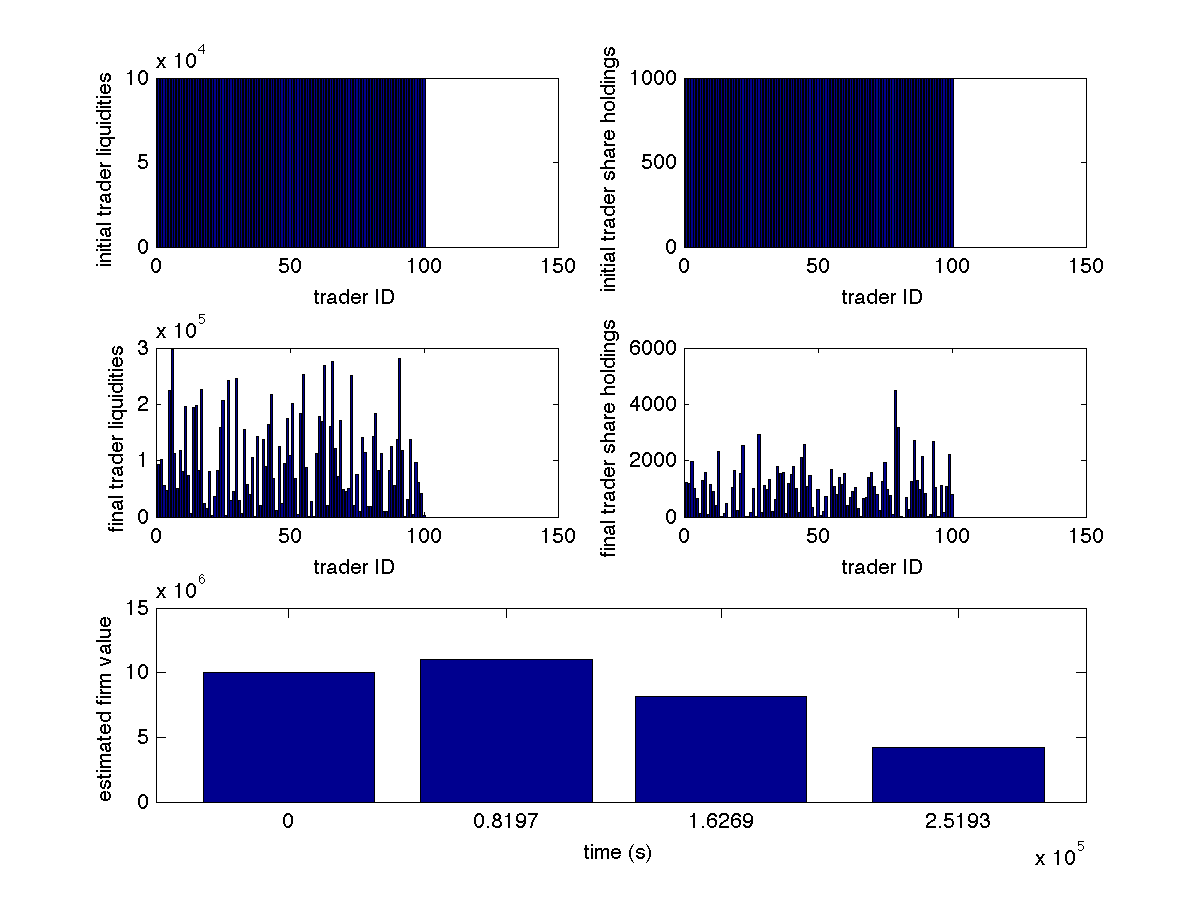 x 10^4
initial trader liquidities
10
5
0
0 50 100 150
trader ID
initial trader share holdings
1000
500
0
0 50 100 150
trader ID
x 10^5
final trader liquidities
3
2
1
0
0 50 100 150
trader ID
final trader share holdings
6000
4000
2000
0
0 50 100 150
trader ID
x 10^6
estimated firm value
15
10
5
0
0 0.8197 1.6269 2.5193
time (s)
x 10^5